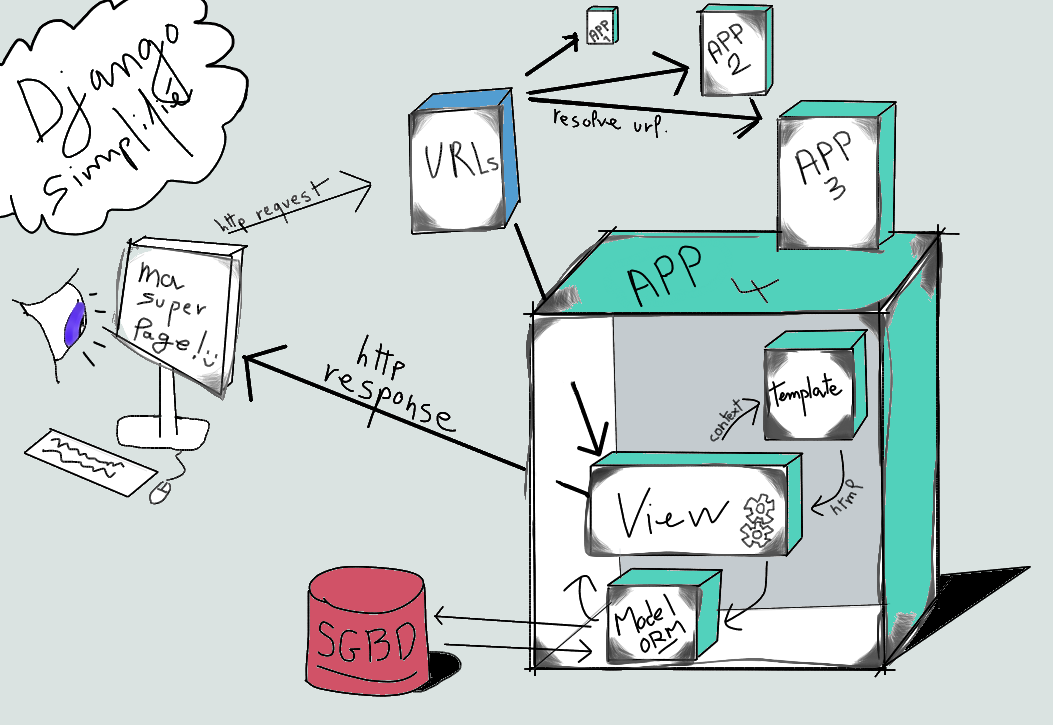 Django
simplifié
APP
1
APP
2
resolve url.
URLs
APP
3
http request
APP 4
ma
super
Page!
http
response
template
context
html
View
Model
ORM
SGBD